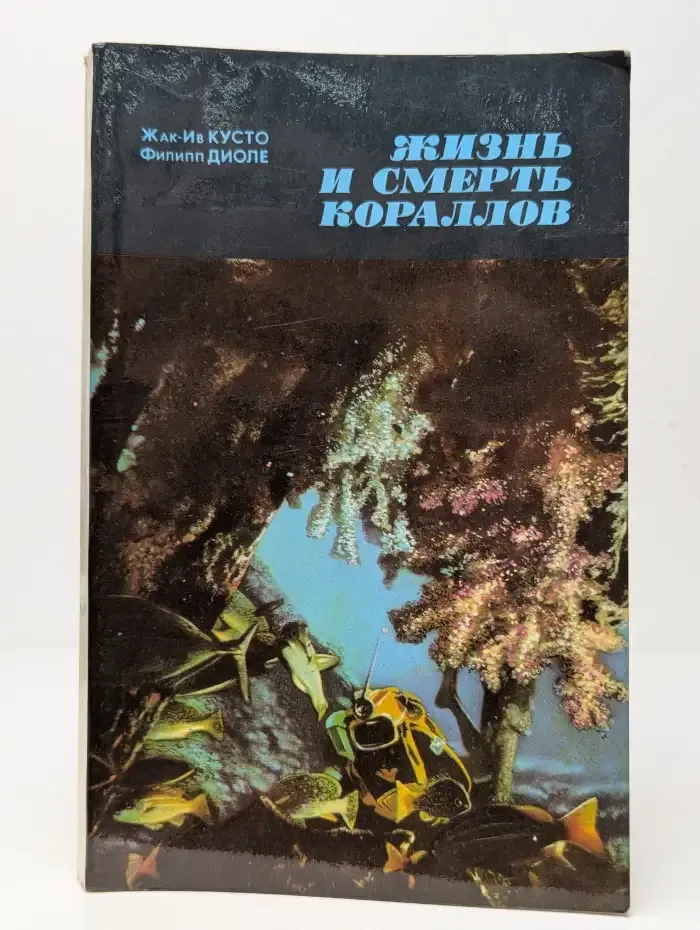 Жак-Ив КУСТО
Филипп ДИОЛЕ
ЖИЗНЬ
И СМЕРТЬ
КОРАЛЛОВ